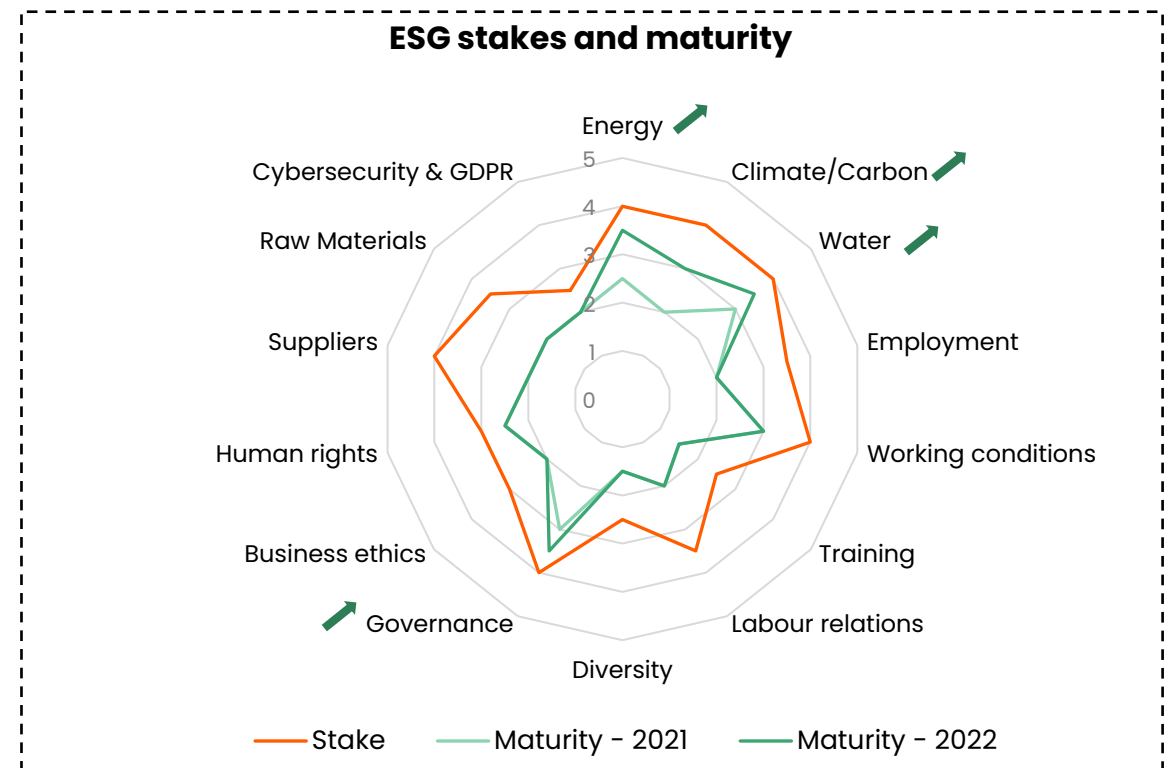 ESG stakes and maturity
Energy
Cybersecurity & GDPR
Climate/Carbon
Raw Materials
Water
Suppliers
Employment
Human rights
Working conditions
Business ethics
Training
Governance
Labour relations
Diversity
5
4
3
2
1
0
Stake
Maturity - 2021
Maturity - 2022